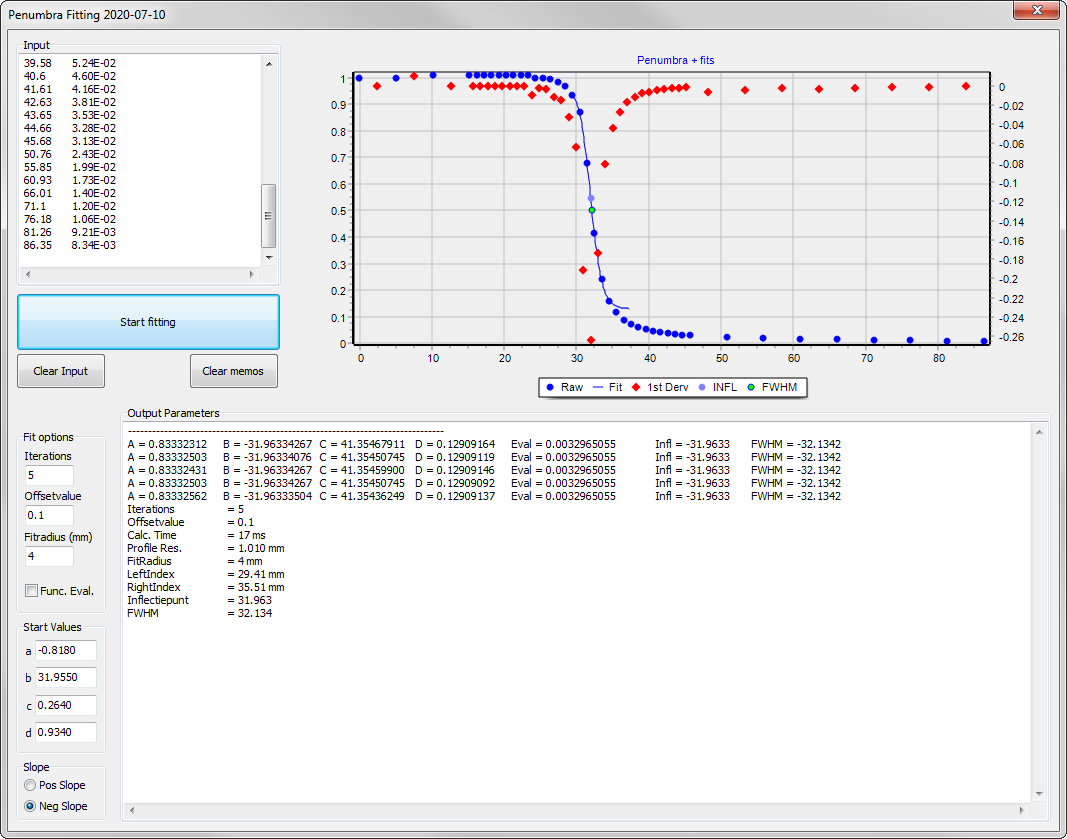 Penumbra Fitting 2020-07-10
Input
39.58 5.24E-02
40.6 4.60E-02
41.61 4.16E-02
42.63 3.81E-02
43.65 3.53E-02
44.66 3.28E-02
45.68 3.13E-02
50.76 2.43E-02
55.85 1.99E-02
60.93 1.73E-02
66.01 1.40E-02
71.1 1.20E-02
76.18 1.06E-02
81.26 9.21E-03
86.35 8.34E-03
Start fitting
Clear Input
Clear memos
Penumbra + fits
1
0.9
0.8
0.7
0.6
0.5
0.4
0.3
0.2
0.1
0
0
-0.02
-0.04
-0.06
-0.08
-0.1
-0.12
-0.14
-0.16
-0.18
-0.2
-0.22
-0.24
-0.26
0 10 20 30 40 50 60 70 80
Raw Fit 1st Derv INFL FWHM
Fit options
Iterations
5
Offsetvalue
0.1
Fitradius (mm)
4
Func. Eval.
Start Values
a -0.8180
b 31.9550
c 0.2640
d 0.9340
Slope
Pos Slope
Neg Slope
Output Parameters
-------------------------------------------------------------------------------
A = 0.83332312 B = -31.96334267 C = 41.35467911 D = 0.12909164 Eval = 0.0032965055 Infl = -31.9633 FWHM = -32.1342
A = 0.83332503 B = -31.96334076 C = 41.35450745 D = 0.12909119 Eval = 0.0032965055 Infl = -31.9633 FWHM = -32.1342
A = 0.83332431 B = -31.96334267 C = 41.35459900 D = 0.12909146 Eval = 0.0032965055 Infl = -31.9633 FWHM = -32.1342
A = 0.83332503 B = -31.96334267 C = 41.35450745 D = 0.12909092 Eval = 0.0032965055 Infl = -31.9633 FWHM = -32.1342
A = 0.83332562 B = -31.96333504 C = 41.35436249 D = 0.12909137 Eval = 0.0032965055 Infl = -31.9633 FWHM = -32.1342
Iterations = 5
Offsetvalue = 0.1
Calc. Time = 17 ms
Profile Res. = 1.010 mm
FitRadius = 4 mm
LeftIndex = 29.41 mm
RightIndex = 35.51 mm
Inflectiepunt = 31.963
FWHM = 32.134